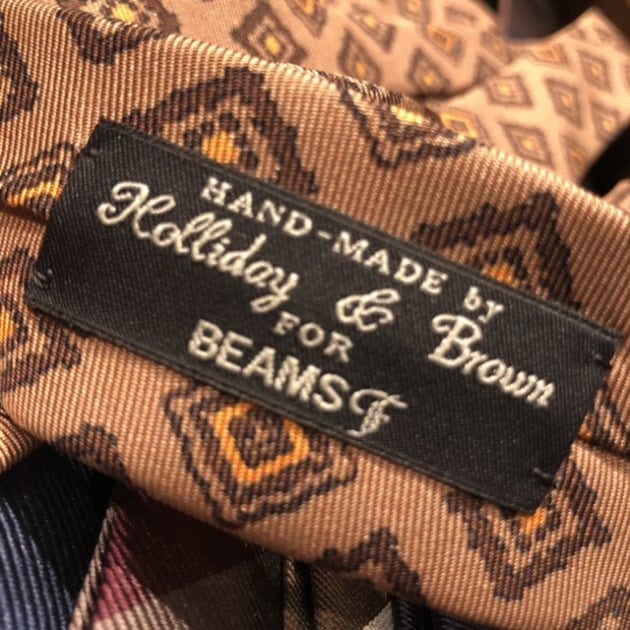 HAND-MADE by
Holliday & Brown
FOR
BEAMS F